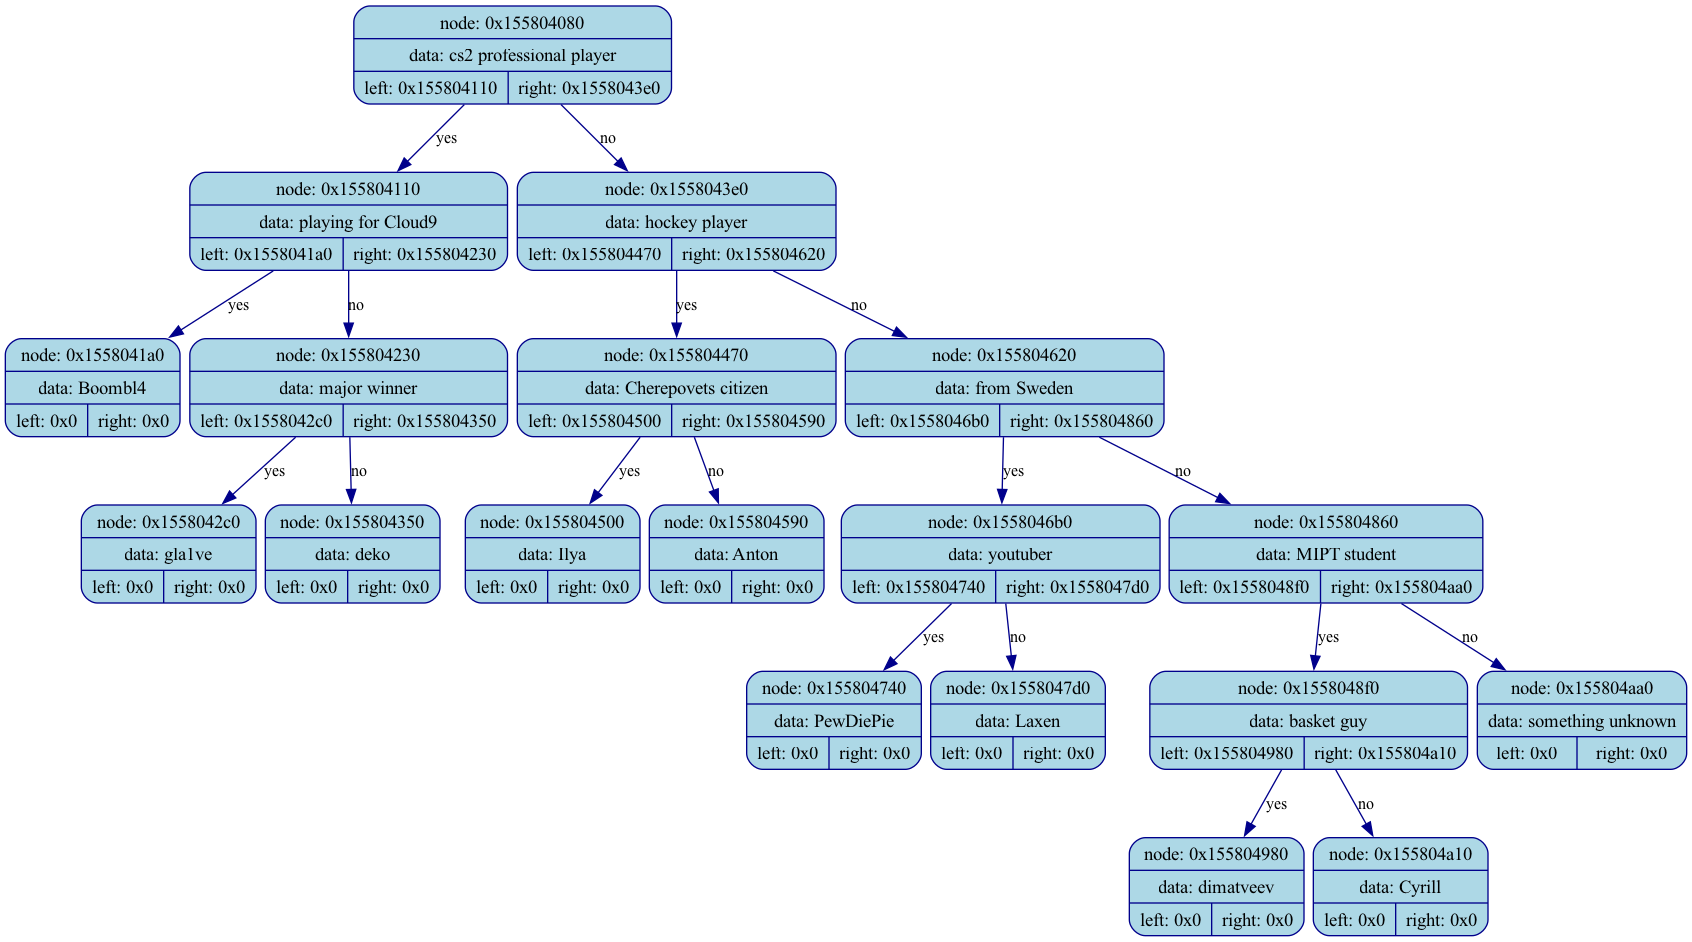 node: 0x155804080
data: cs2 professional player
left: 0x155804110 right: 0x1558043e0
yes no
node: 0x155804110
data: playing for Cloud9
left: 0x1558041a0 right: 0x155804230
node: 0x1558043e0
data: hockey player
left: 0x155804470 right: 0x155804620
yes no yes no
node: 0x1558041a0
data: Boombl4
left: 0x0 right: 0x0
node: 0x155804230
data: major winner
left: 0x1558042c0 right: 0x155804350
node: 0x155804470
data: Cherepovets citizen
left: 0x155804500 right: 0x155804590
node: 0x155804620
data: from Sweden
left: 0x1558046b0 right: 0x155804860
yes no yes no yes no
node: 0x1558042c0
data: gla1ve
left: 0x0 right: 0x0
node: 0x155804350
data: deko
left: 0x0 right: 0x0
node: 0x155804500
data: Ilya
left: 0x0 right: 0x0
node: 0x155804590
data: Anton
left: 0x0 right: 0x0
node: 0x1558046b0
data: youtuber
left: 0x155804740 right: 0x1558047d0
node: 0x155804860
data: MIPT student
left: 0x1558048f0 right: 0x155804aa0
yes no yes no
node: 0x155804740
data: PewDiePie
left: 0x0 right: 0x0
node: 0x1558047d0
data: Laxen
left: 0x0 right: 0x0
node: 0x1558048f0
data: basket guy
left: 0x155804980 right: 0x155804a10
node: 0x155804aa0
data: something unknown
left: 0x0 right: 0x0
yes no
node: 0x155804980
data: dimatveev
left: 0x0 right: 0x0
node: 0x155804a10
data: Cyrill
left: 0x0 right: 0x0